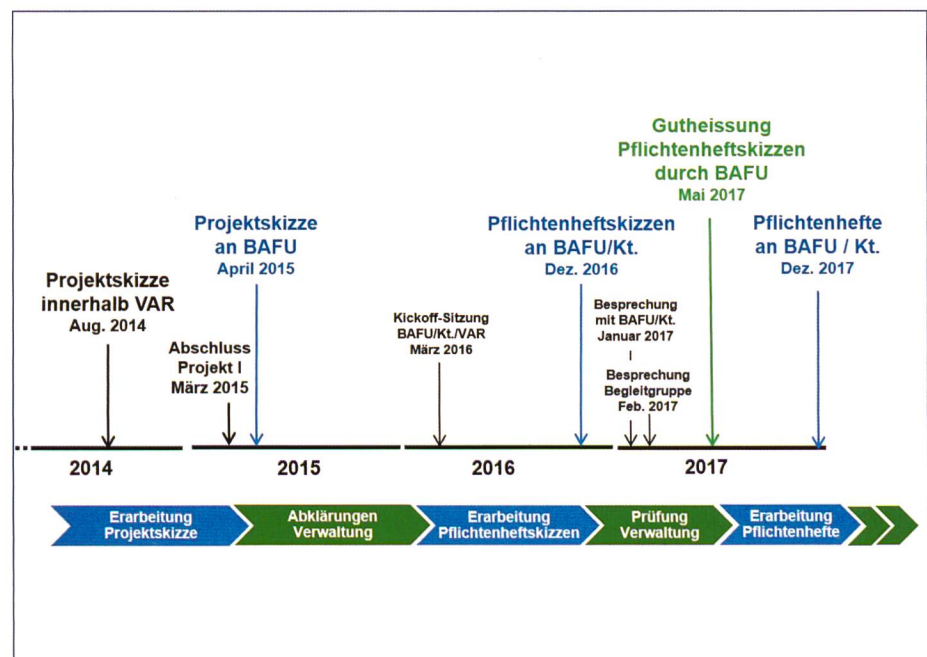 Gutheissung
Pflichtenheftskizzen
durch BAFU
Mai 2017
Projektskizze
an BAFU
April 2015
Pflichtenheftskizzen
an BAFU/Kt.
Dez. 2016
Pflichtenhefte
an BAFU / Kt.
Dez. 2017
Projektskizze
innerhalb VAR
Aug. 2014
Abschluss
Projekt I
März 2015
Kickoff-Sitzung
BAFU/Kt./VAR
März 2016
Besprechung
mit BAFU/Kt.
Januar 2017
Besprechung
Begleitgruppe
Feb. 2017
2014
2015
2016
2017
Erarbeitung
Projektskizze
Abklärungen
Verwaltung
Erarbeitung
Pflichtenheftskizzen
Prüfung
Verwaltung
Erarbeitung
Pflichtenhefte